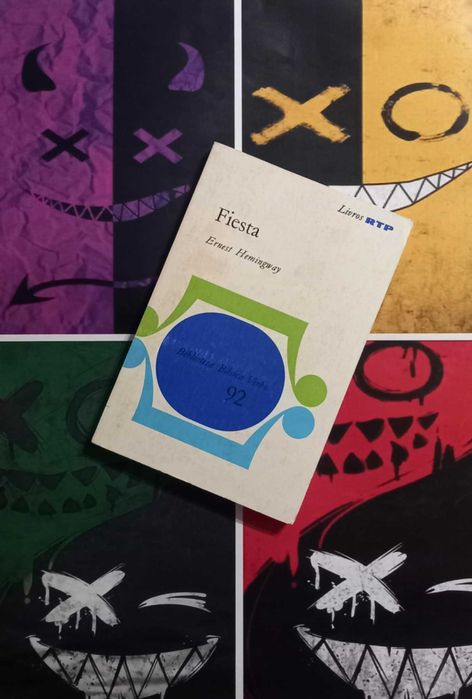 Livros RTP
Fiesta
Ernest Hemingway
Biblioteca Básica Verbo
92